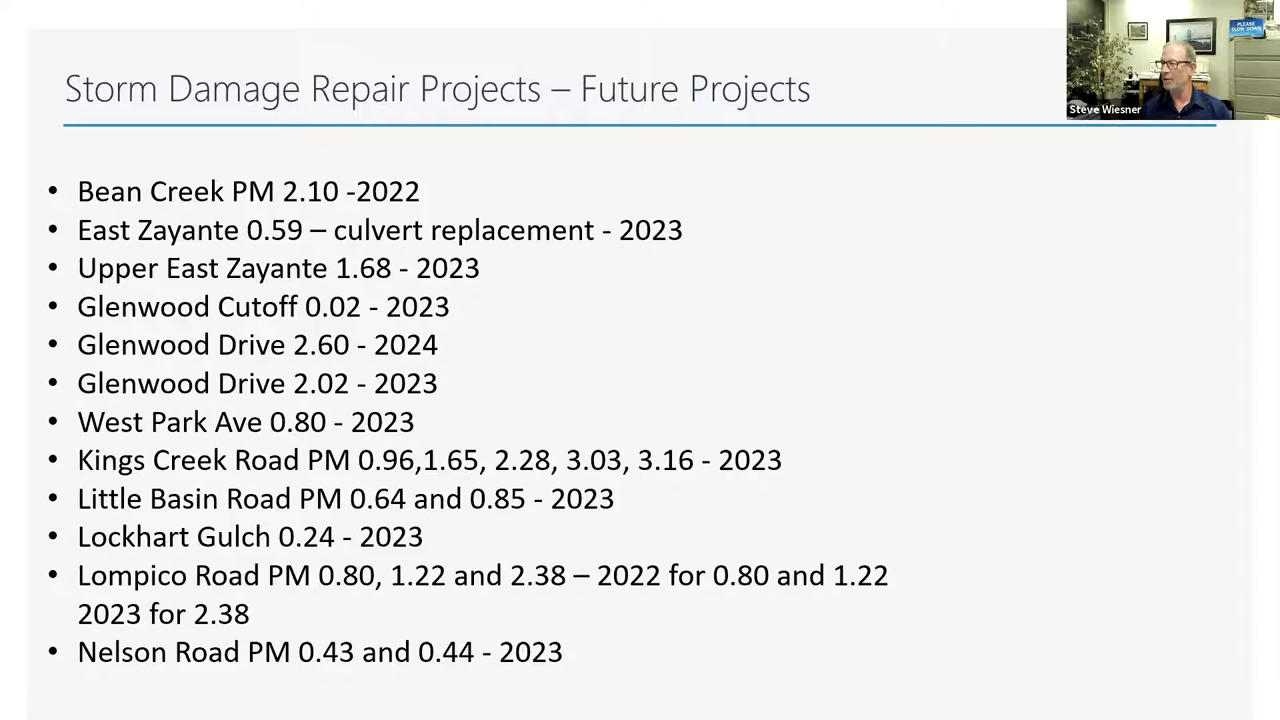 Storm Damage Repair Projects – Future Projects
PLEASE
SLOW DOWN
Steve Wiesner
• Bean Creek PM 2.10 -2022
• East Zayante 0.59 – culvert replacement - 2023
• Upper East Zayante 1.68 - 2023
• Glenwood Cutoff 0.02 - 2023
• Glenwood Drive 2.60 - 2024
• Glenwood Drive 2.02 - 2023
• West Park Ave 0.80 - 2023
• Kings Creek Road PM 0.96,1.65, 2.28, 3.03, 3.16 - 2023
• Little Basin Road PM 0.64 and 0.85 - 2023
• Lockhart Gulch 0.24 - 2023
• Lompico Road PM 0.80, 1.22 and 2.38 – 2022 for 0.80 and 1.22
2023 for 2.38
• Nelson Road PM 0.43 and 0.44 - 2023